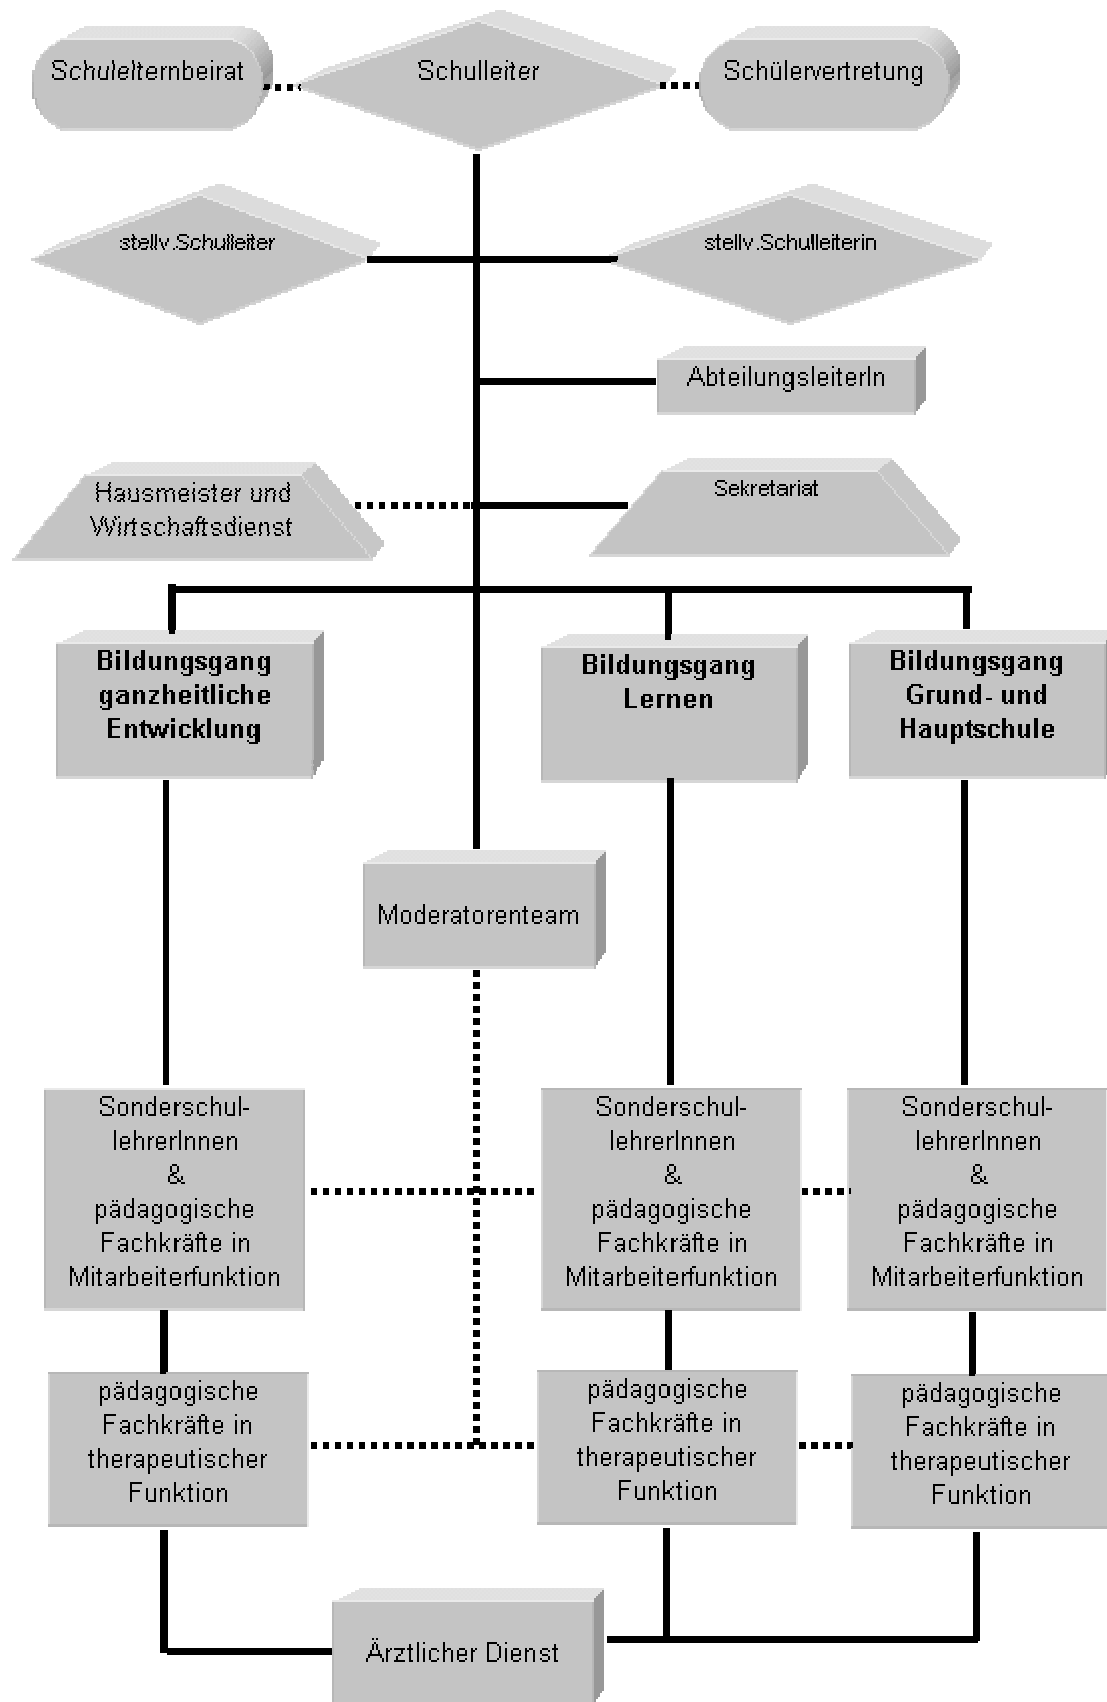 Schulelternbeirat
Schulleiter
Schülervertretung
stellv.Schulleiter
stellv.Schulleiterin
AbteilungsleiterIn
Hausmeister und
Wirtschaftsdienst
Sekretariat
Bildungsgang
ganzheitliche
Entwicklung
Bildungsgang
Lernen
Bildungsgang
Grund- und
Hauptschule
Moderatorenteam
Sonderschul-
lehrerInnen
&
pädagogische
Fachkräfte in
Mitarbeiterfunktion
Sonderschul-
lehrerInnen
&
pädagogische
Fachkräfte in
Mitarbeiterfunktion
Sonderschul-
lehrerInnen
&
pädagogische
Fachkräfte in
Mitarbeiterfunktion
pädagogische
Fachkräfte in
therapeutischer
Funktion
pädagogische
Fachkräfte in
therapeutischer
Funktion
pädagogische
Fachkräfte in
therapeutischer
Funktion
Ärztlicher Dienst